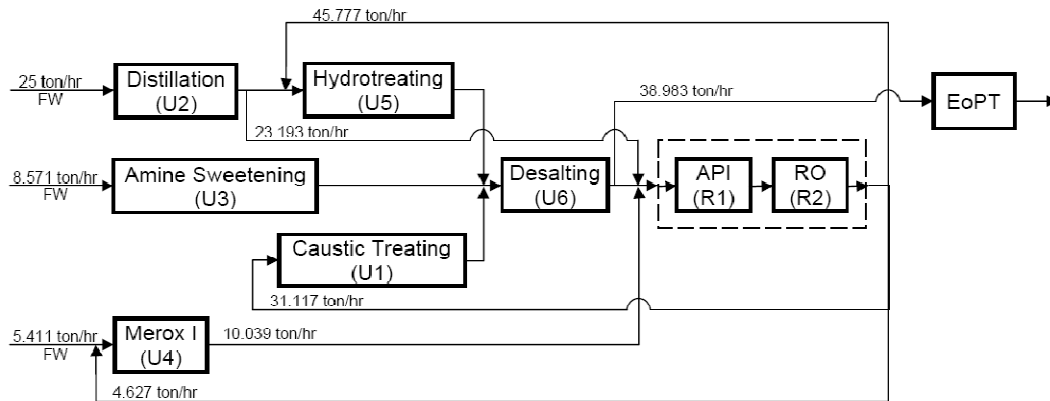 45.777 ton/hr
25 ton/hr
FW
Distillation
(U2)
Hydrotreating
(U5)
38.983 ton/hr
EoPT
23.193 ton/hr
8.571 ton/hr
FW
Amine Sweetening
(U3)
Desalting
(U6)
API
(R1)
RO
(R2)
Caustic Treating
(U1)
31.117 ton/hr
5.411 ton/hr
FW
Merox I
(U4)
10.039 ton/hr
4.627 ton/hr